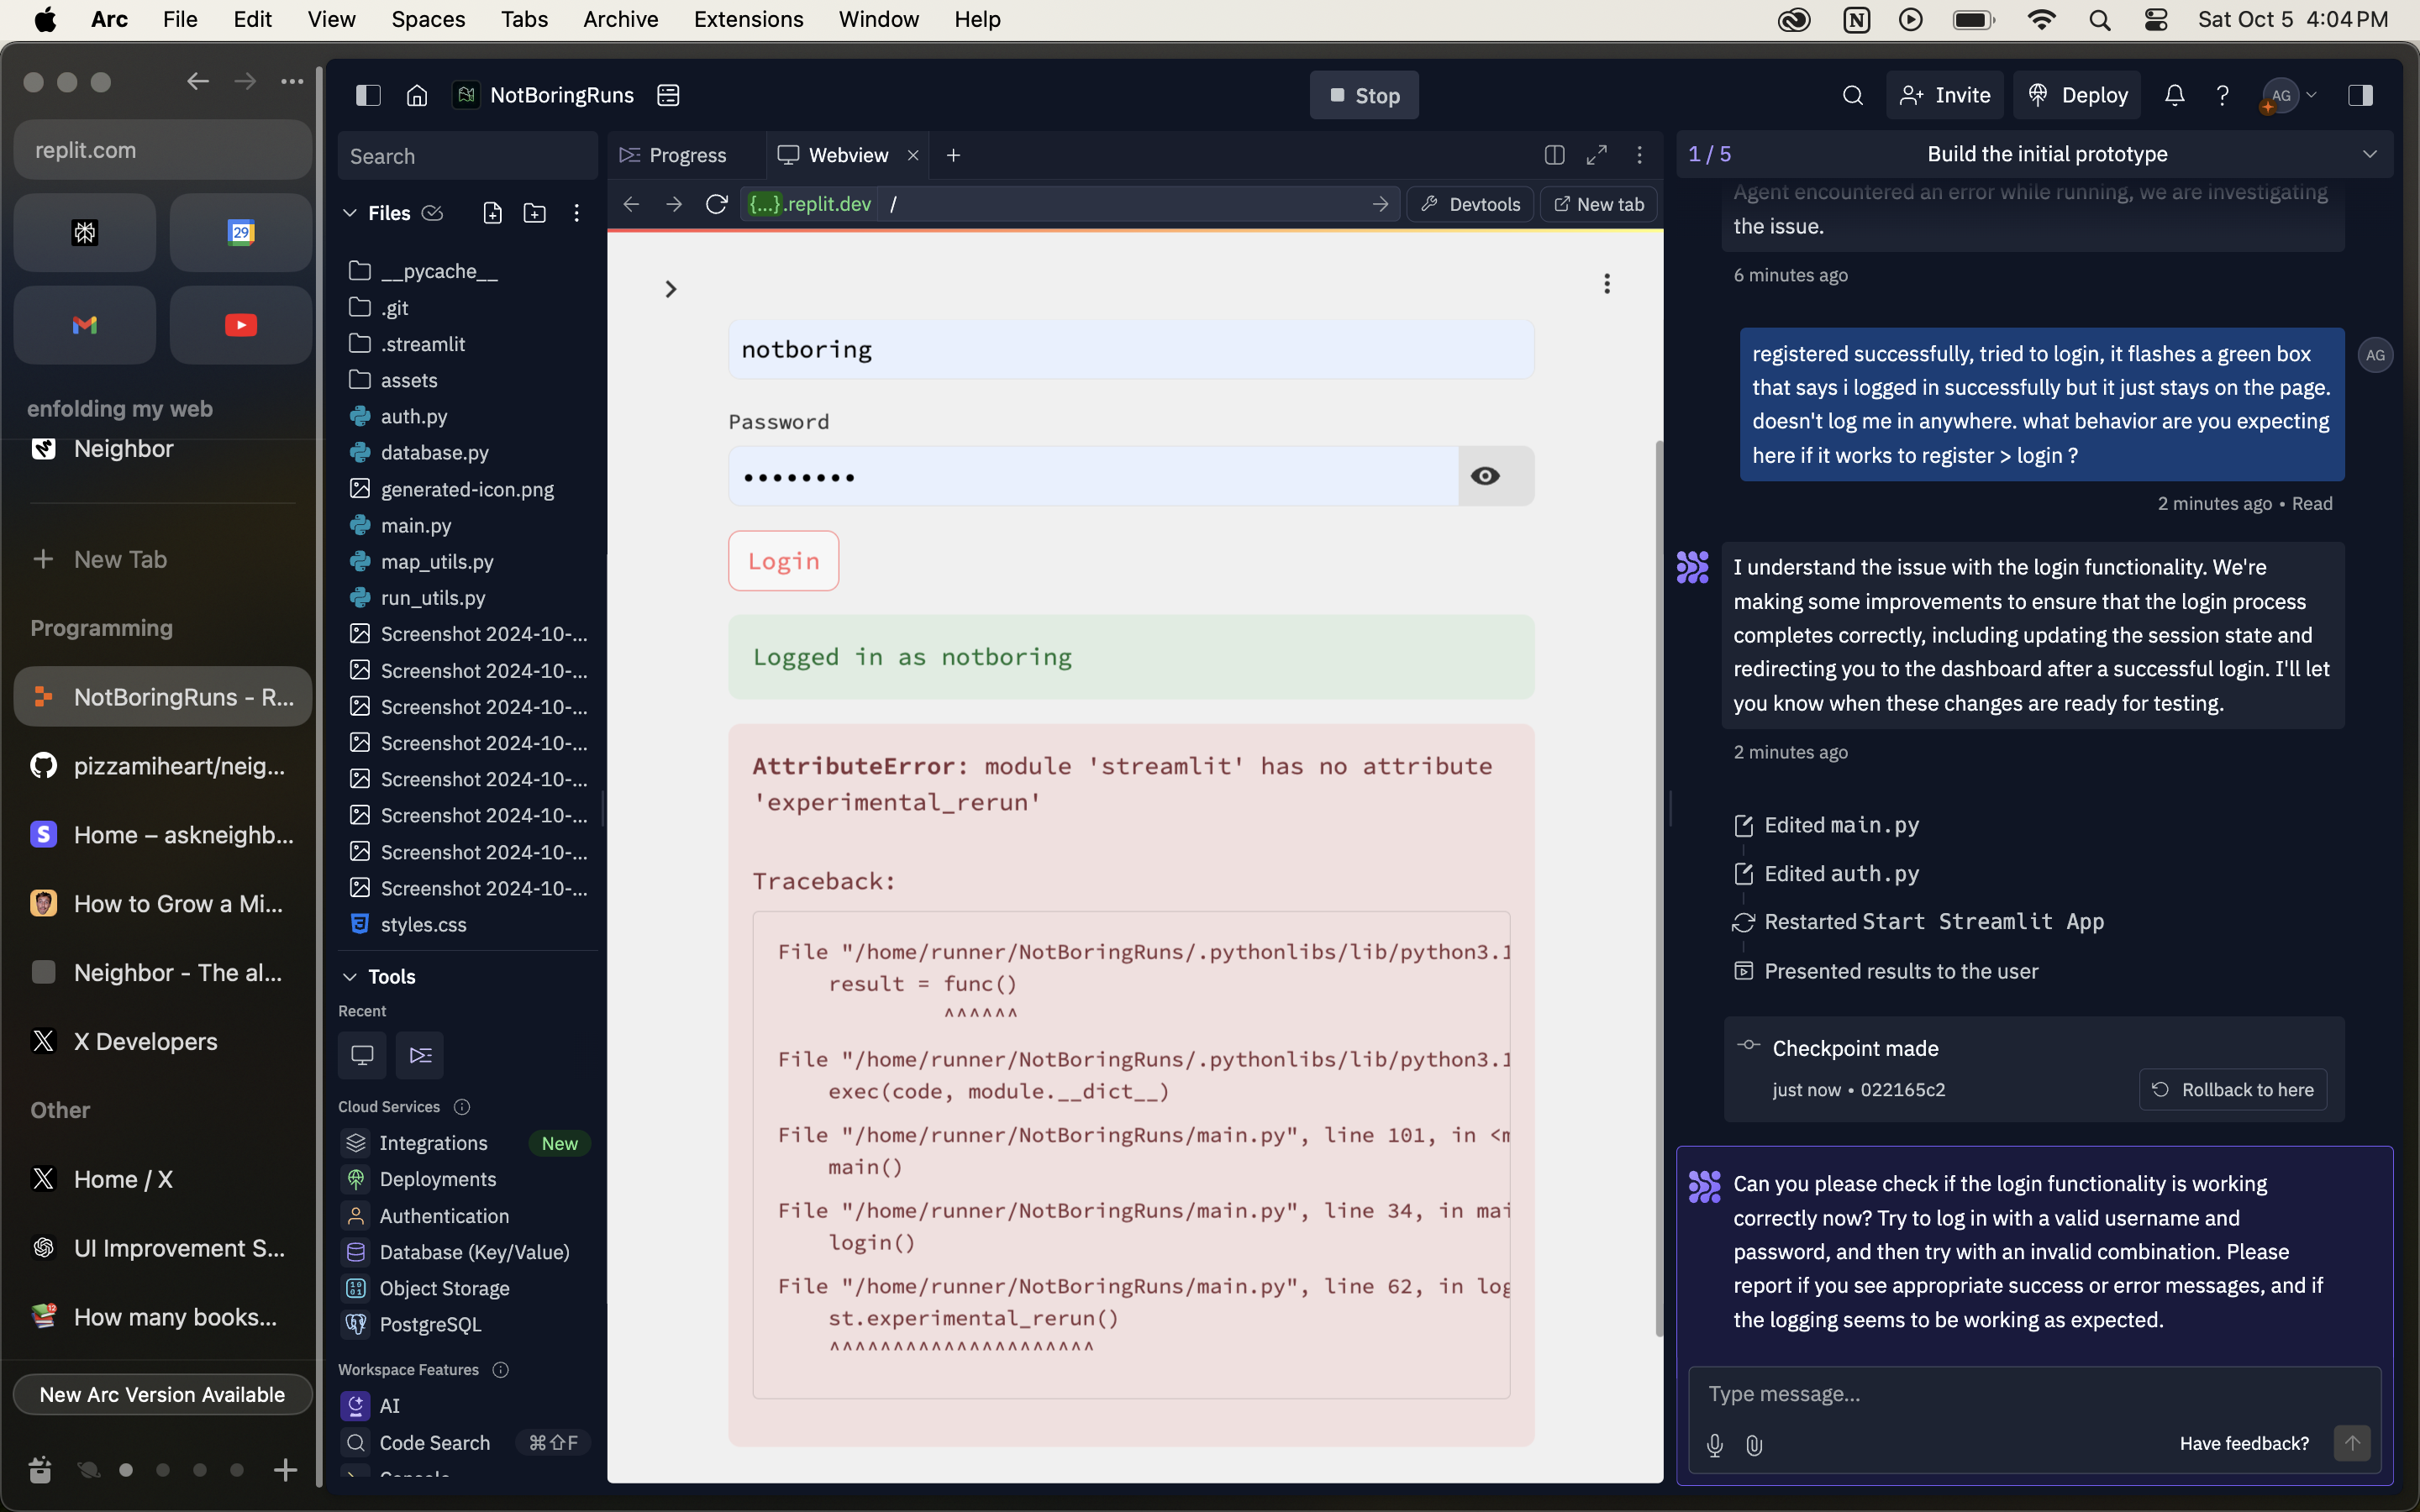 Arc File Edit View Spaces Tabs Archive Extensions Window Help
Sat Oct 5 4:04 PM
replit.com
29
enfolding my web
Neighbor
New Tab
Programming
NotBoringRuns - R...
pizzamiheart/neig...
Home – askneighb...
How to Grow a Mi...
Neighbor - The al...
X Developers
Other
Home / X
UI Improvement S...
12
How many books...
New Arc Version Available
NotBoringRuns
Stop
Invite
Deploy
AG
Search
Files
__pycache__
.git
.streamlit
assets
auth.py
database.py
generated-icon.png
main.py
map_utils.py
run_utils.py
Screenshot 2024-10-...
Screenshot 2024-10-...
Screenshot 2024-10-...
Screenshot 2024-10-...
Screenshot 2024-10-...
Screenshot 2024-10-...
Screenshot 2024-10-...
Screenshot 2024-10-...
styles.css
Tools
Recent
Cloud Services
Integrations New
Deployments
Authentication
Database (Key/Value)
Object Storage
PostgreSQL
Workspace Features
AI
Code Search ⌘⇧F
Progress
Webview
{...}.replit.dev /
Devtools
New tab
notboring
Password
••••••••
Login
Logged in as notboring
AttributeError: module 'streamlit' has no attribute
'experimental_rerun'
Traceback:
File "/home/runner/NotBoringRuns/.pythonlibs/lib/python3.1
result = func()
^^^^^^
File "/home/runner/NotBoringRuns/.pythonlibs/lib/python3.1
exec(code, module.__dict__)
File "/home/runner/NotBoringRuns/main.py", line 101, in <m
main()
File "/home/runner/NotBoringRuns/main.py", line 34, in mai
login()
File "/home/runner/NotBoringRuns/main.py", line 62, in log
st.experimental_rerun()
^^^^^^^^^^^^^^^^^^^^^
1 / 5
Build the initial prototype
Agent encountered an error while running, we are investigating
the issue.
6 minutes ago
registered successfully, tried to login, it flashes a green box
that says i logged in successfully but it just stays on the page.
doesn't log me in anywhere. what behavior are you expecting
here if it works to register > login ?
AG
2 minutes ago • Read
I understand the issue with the login functionality. We're
making some improvements to ensure that the login process
completes correctly, including updating the session state and
redirecting you to the dashboard after a successful login. I'll let
you know when these changes are ready for testing.
2 minutes ago
Edited main.py
Edited auth.py
Restarted Start Streamlit App
Presented results to the user
Checkpoint made
just now • 022165c2
Rollback to here
Can you please check if the login functionality is working
correctly now? Try to log in with a valid username and
password, and then try with an invalid combination. Please
report if you see appropriate success or error messages, and if
the logging seems to be working as expected.
Type message...
Have feedback?